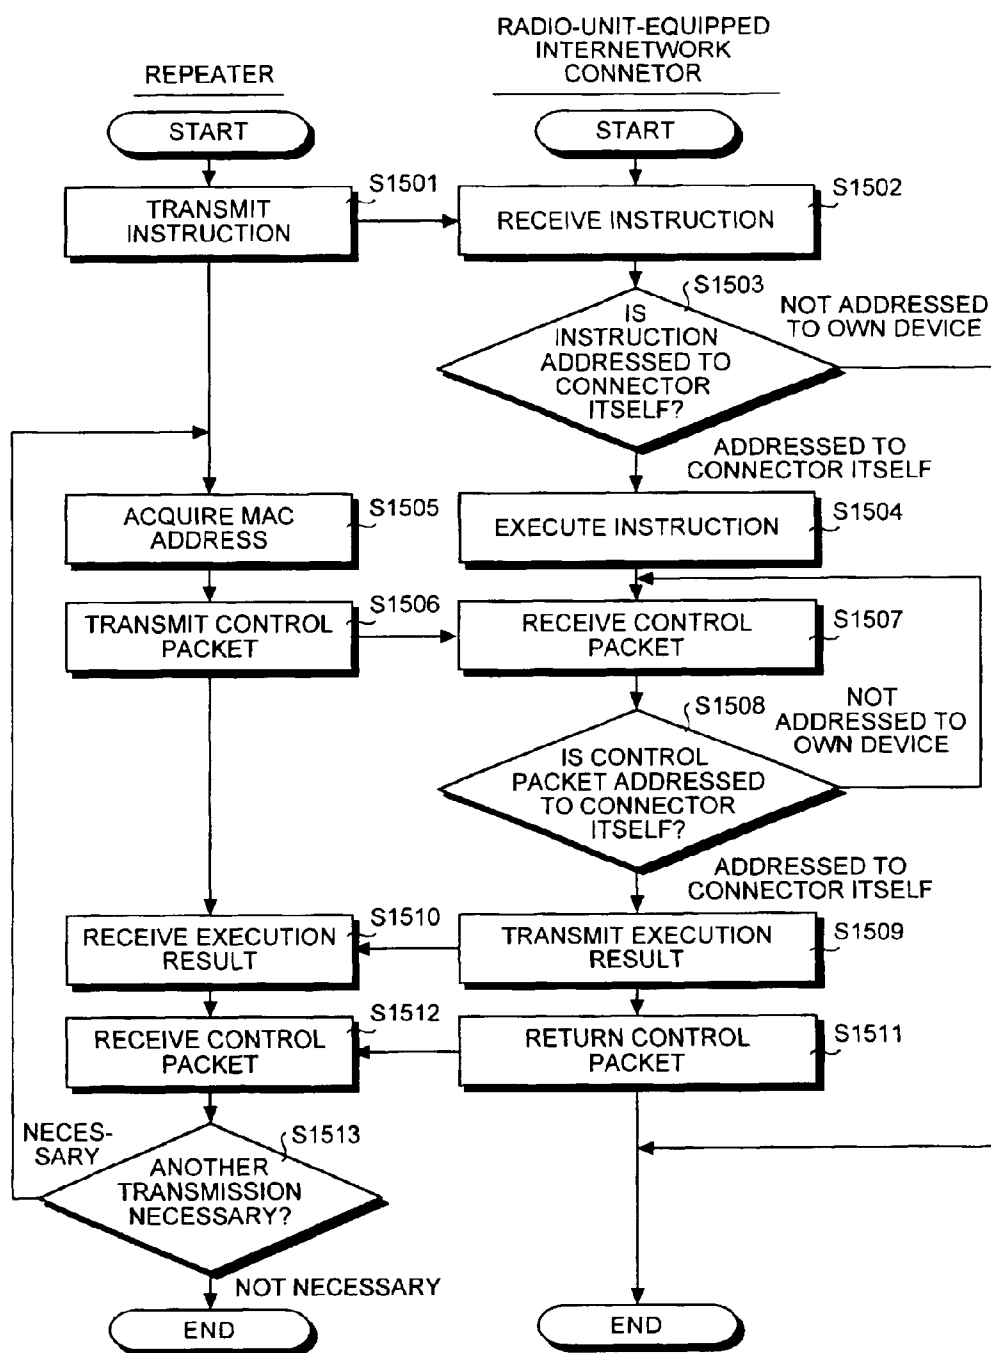 RADIO-UNIT-EQUIPPED
INTERNETWORK
CONNETOR
REPEATER
START
START
S1501
TRANSMIT
INSTRUCTION
S1502
RECEIVE INSTRUCTION
S1503
IS
INSTRUCTION
ADDRESSED TO
CONNECTOR
ITSELF?
NOT ADDRESSED
TO OWN DEVICE
ADDRESSED TO
CONNECTOR ITSELF
S1505
ACQUIRE MAC
ADDRESS
S1504
EXECUTE INSTRUCTION
S1506
TRANSMIT CONTROL
PACKET
S1507
RECEIVE CONTROL
PACKET
S1508
IS CONTROL
PACKET ADDRESSED
TO CONNECTOR
ITSELF?
NOT
ADDRESSED TO
OWN DEVICE
ADDRESSED TO
CONNECTOR ITSELF
S1510
RECEIVE EXECUTION
RESULT
S1509
TRANSMIT EXECUTION
RESULT
S1512
RECEIVE CONTROL
PACKET
S1511
RETURN CONTROL
PACKET
NECES-
SARY
S1513
ANOTHER
TRANSMISSION
NECESSARY?
NOT NECESSARY
END
END